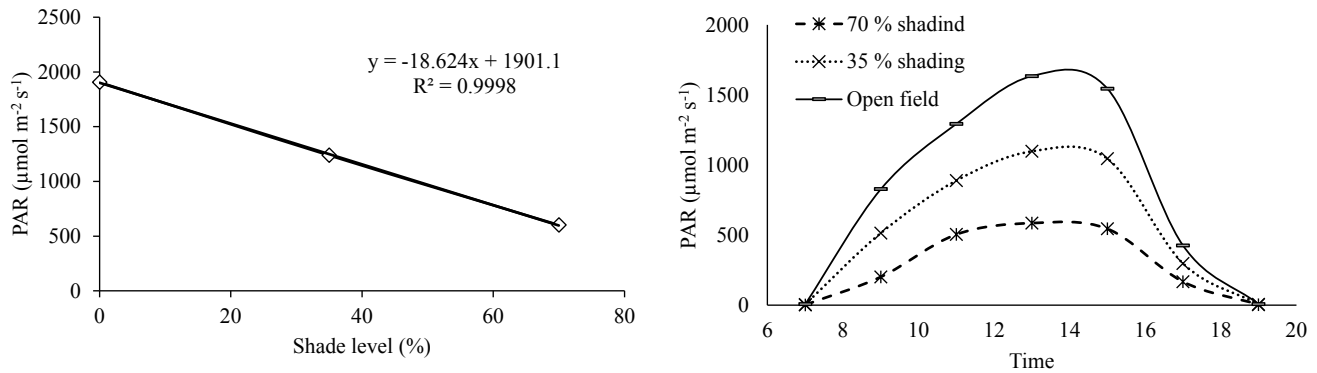 2500
2000
1500
1000
500
0
PAR (µmol m-2 s-1)
y = -18.624x + 1901.1
R² = 0.9998
0 20 40 60 80
Shade level (%)
2000
1500
1000
500
0
PAR (µmol m-2 s-1)
70 % shadind
35 % shading
Open field
6 8 10 12 14 16 18 20
Time